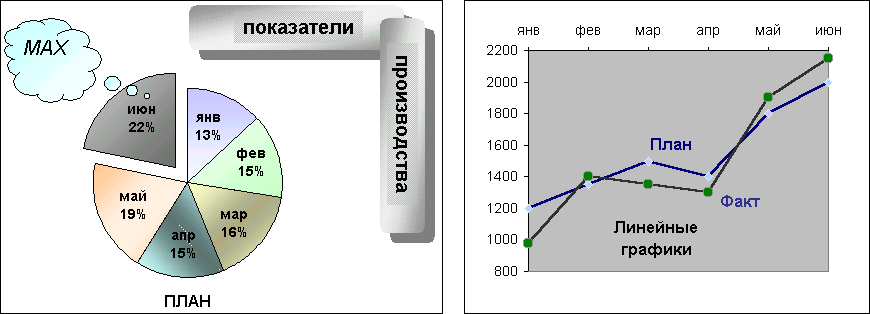 MAX
показатели
производства
янв
13%
фев
15%
мар
16%
апр
15%
май
19%
июн
22%
ПЛАН
янв фев мар апр май июн
2200
2000
1800
1600
1400
1200
1000
800
План
Факт
Линейные
графики